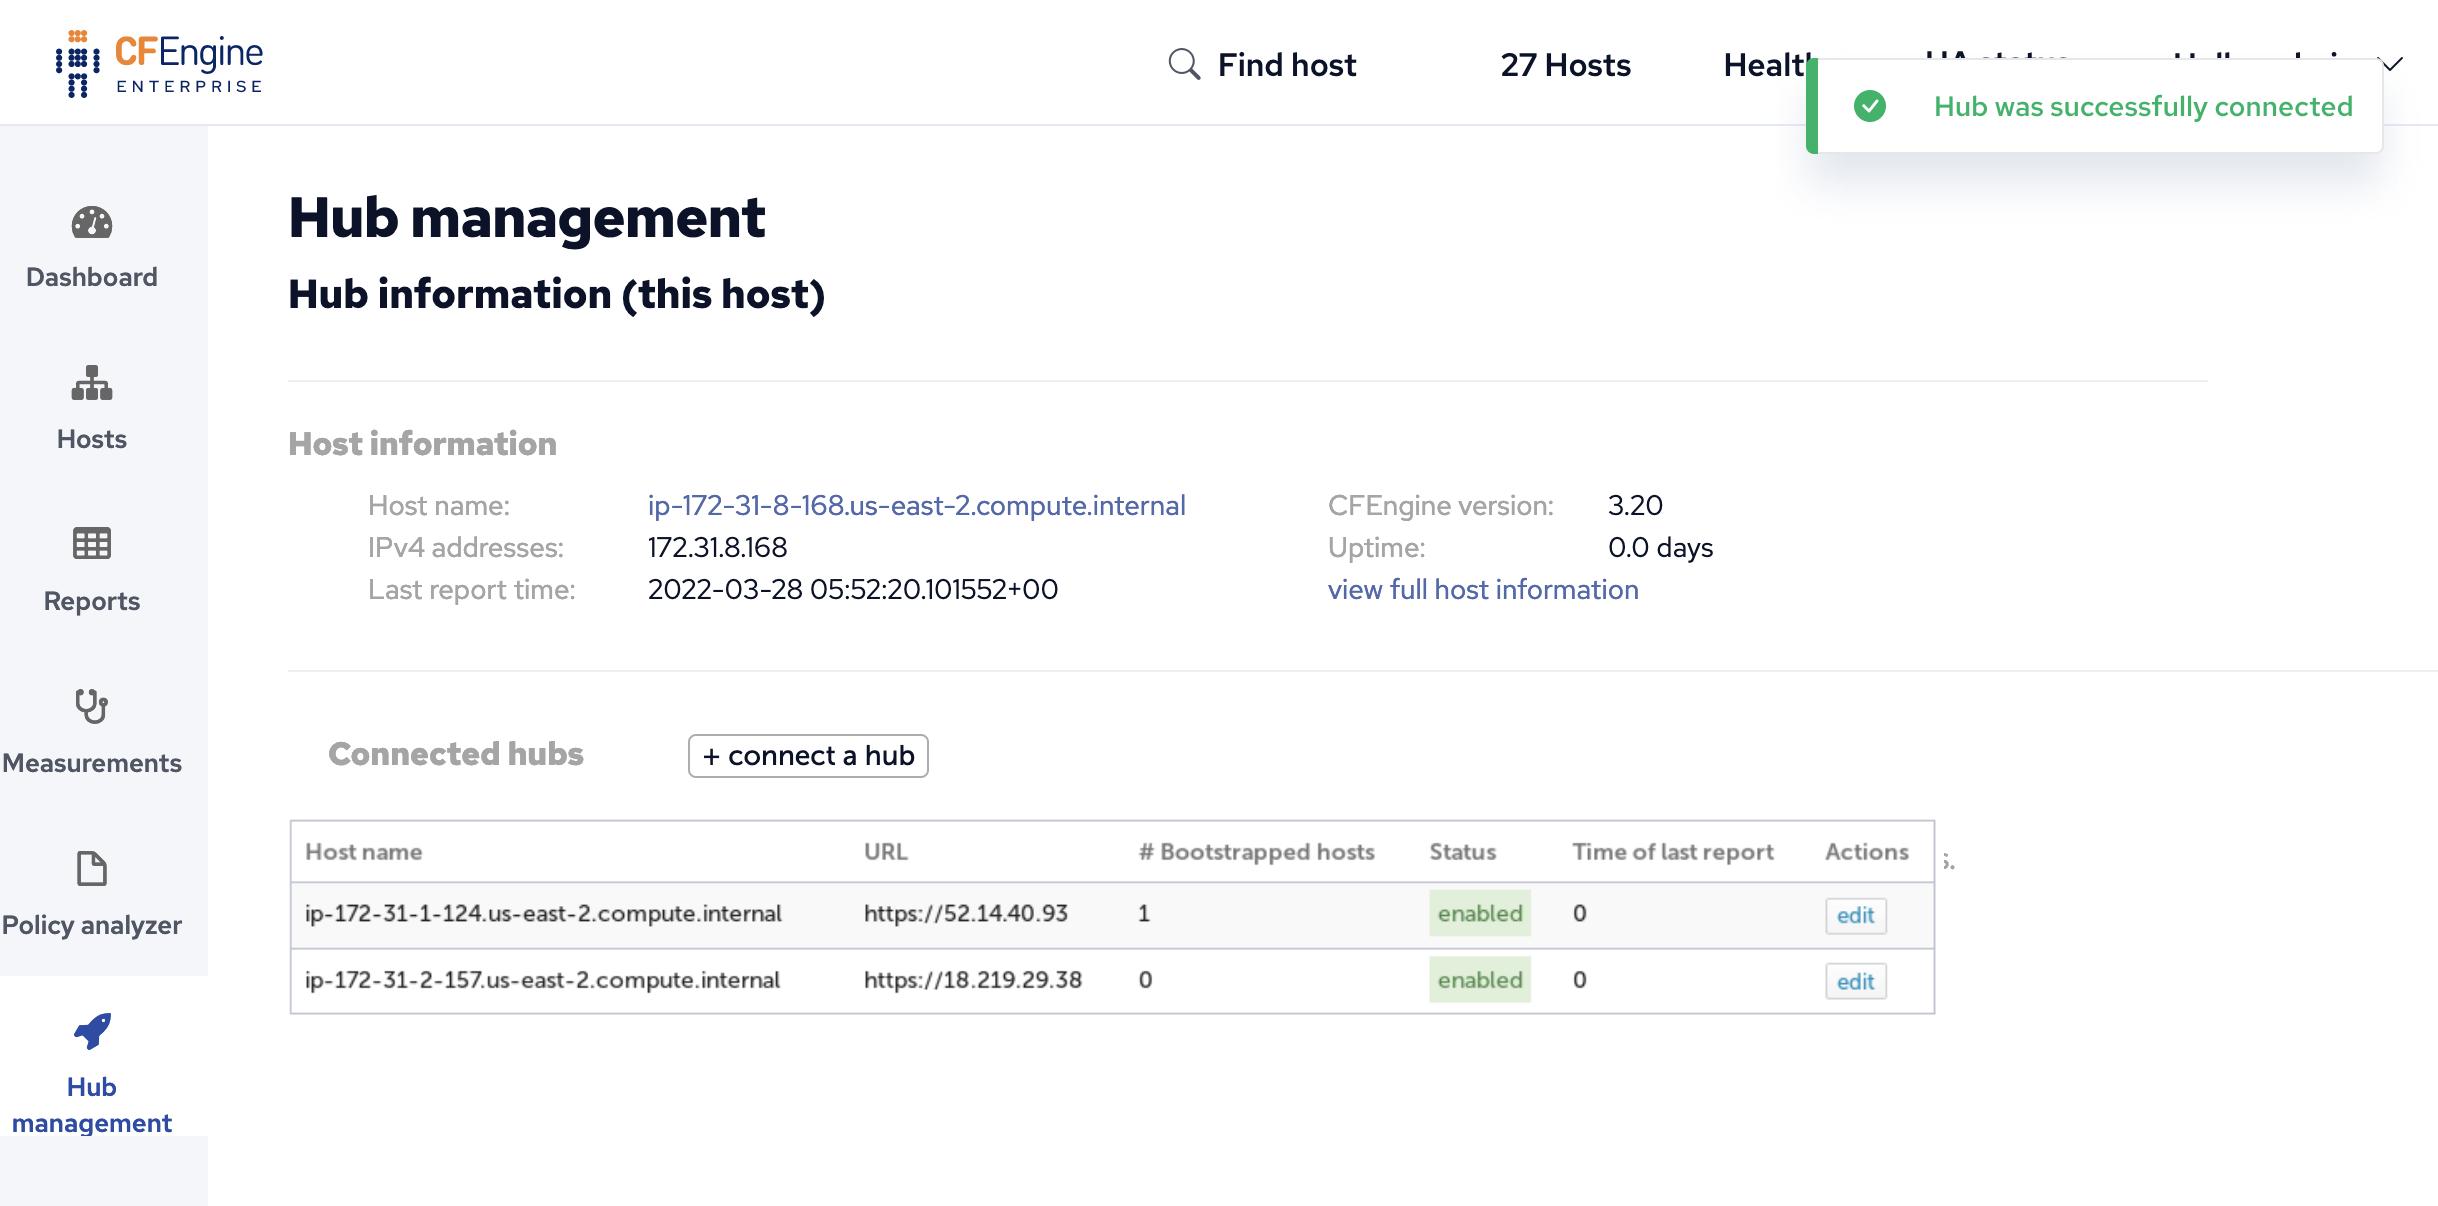 CFEngine
ENTERPRISE
Find host
27 Hosts
Hub was successfully connected
Dashboard
Hosts
Reports
Measurements
Policy analyzer
Hub
management
Hub management
Hub information (this host)
Host information
Host name: ip-172-31-8-168.us-east-2.compute.internal CFEngine version: 3.20
IPv4 addresses: 172.31.8.168 Uptime: 0.0 days
Last report time: 2022-03-28 05:52:20.101552+00 view full host information
Connected hubs + connect a hub
Host name URL # Bootstrapped hosts Status Time of last report Actions
ip-172-31-1-124.us-east-2.compute.internal https://52.14.40.93 1 enabled 0 edit
ip-172-31-2-157.us-east-2.compute.internal https://18.219.29.38 0 enabled 0 edit